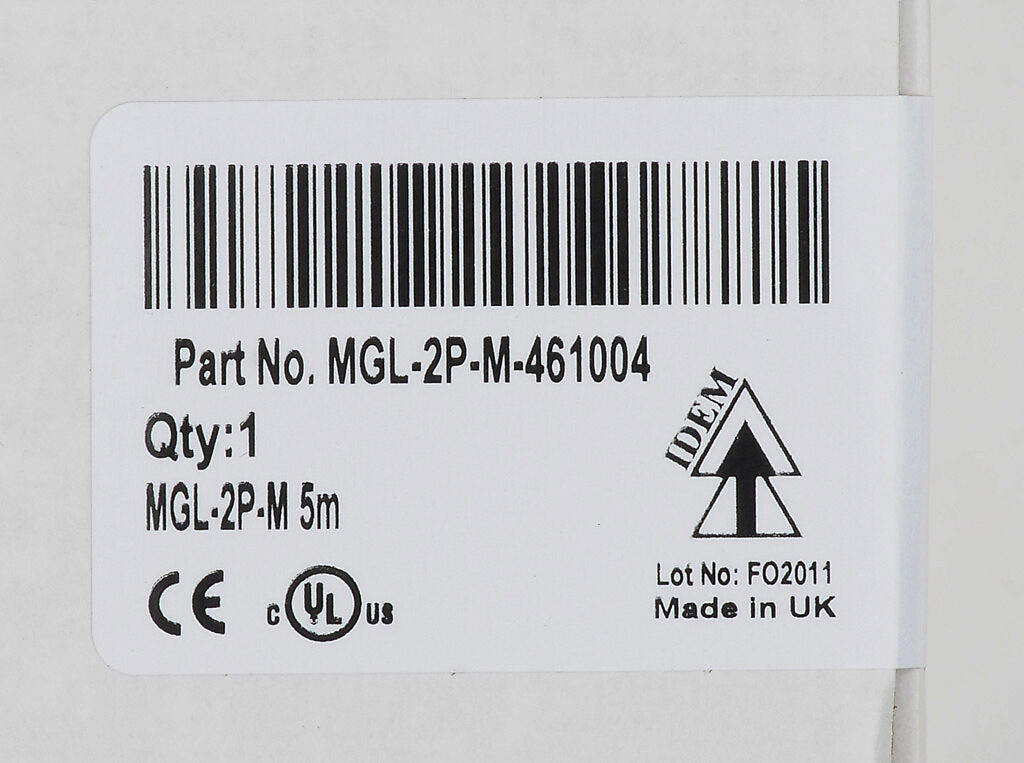 Part No. MGL-2P-M-461004
Qty:1
MGL-2P-M 5m
IDEM
CE
c UL US
Lot No: FO2011
Made in UK